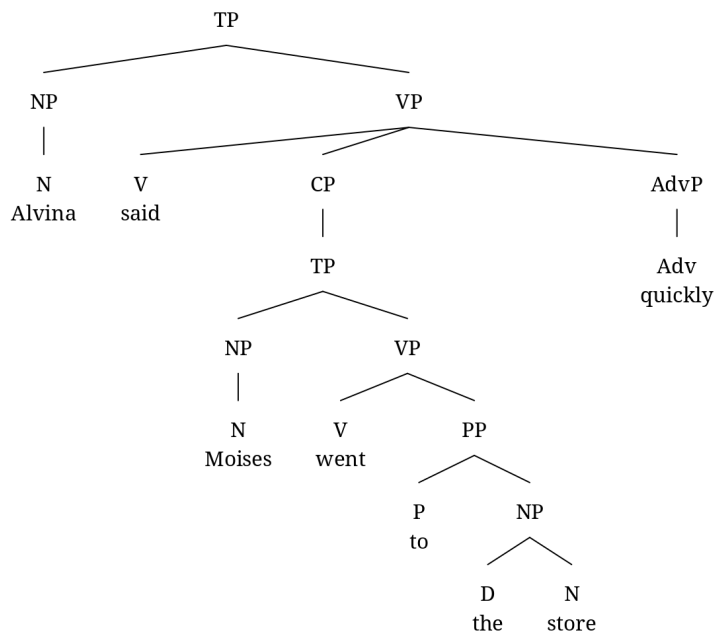 TP
NP VP
N V CP AdvP
Alvina said
TP Adv
quickly
NP VP
N V PP
Moises went
P NP
to
D N
the store